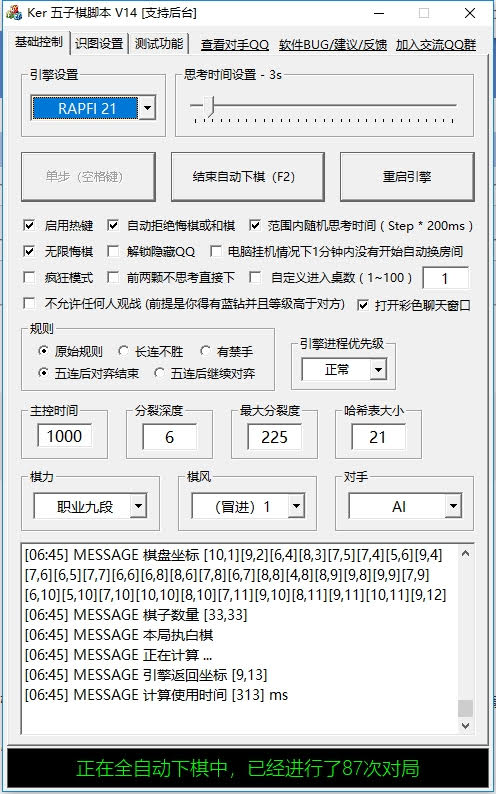 Ker 五子棋脚本 V14 [支持后台]
基础控制 识图设置 测试功能 查看对手QQ 软件BUG/建议/反馈 加入交流QQ群
引擎设置 思考时间设置 - 3s
RAPFI 21
单步（空格键） 结束自动下棋（F2） 重启引擎
启用热键 自动拒绝悔棋或和棋 范围内随机思考时间（Step * 200ms）
无限悔棋 解锁隐藏QQ 电脑挂机情况下1分钟内没有开始自动换房间
疯狂模式 前两颗不思考直接下 自定义进入桌数（1~100） 1
不允许任何人观战 (前提是你得有蓝钻并且等级高于对方) 打开彩色聊天窗口
规则 引擎进程优先级
原始规则 长连不胜 有禁手
五连后对弈结束 五连后继续对弈 正常
主控时间 分裂深度 最大分裂度 哈希表大小
1000 6 225 21
棋力 棋风 对手
职业九段 （冒进）1 AI
[06:45] MESSAGE 棋盘坐标 [10,1][9,2][6,4][8,3][7,5][7,4][5,6][9,4]
[7,6][6,5][7,7][6,6][6,8][8,6][7,8][6,7][8,8][4,8][8,9][9,8][9,9][7,9]
[6,10][5,10][7,10][10,10][8,10][7,11][9,10][8,11][9,11][10,11][9,12]
[06:45] MESSAGE 棋子数量 [33,33]
[06:45] MESSAGE 本局执白棋
[06:45] MESSAGE 正在计算 ...
[06:45] MESSAGE 引擎返回坐标 [9,13]
[06:45] MESSAGE 计算使用时间 [313] ms
正在全自动下棋中，已经进行了87次对局